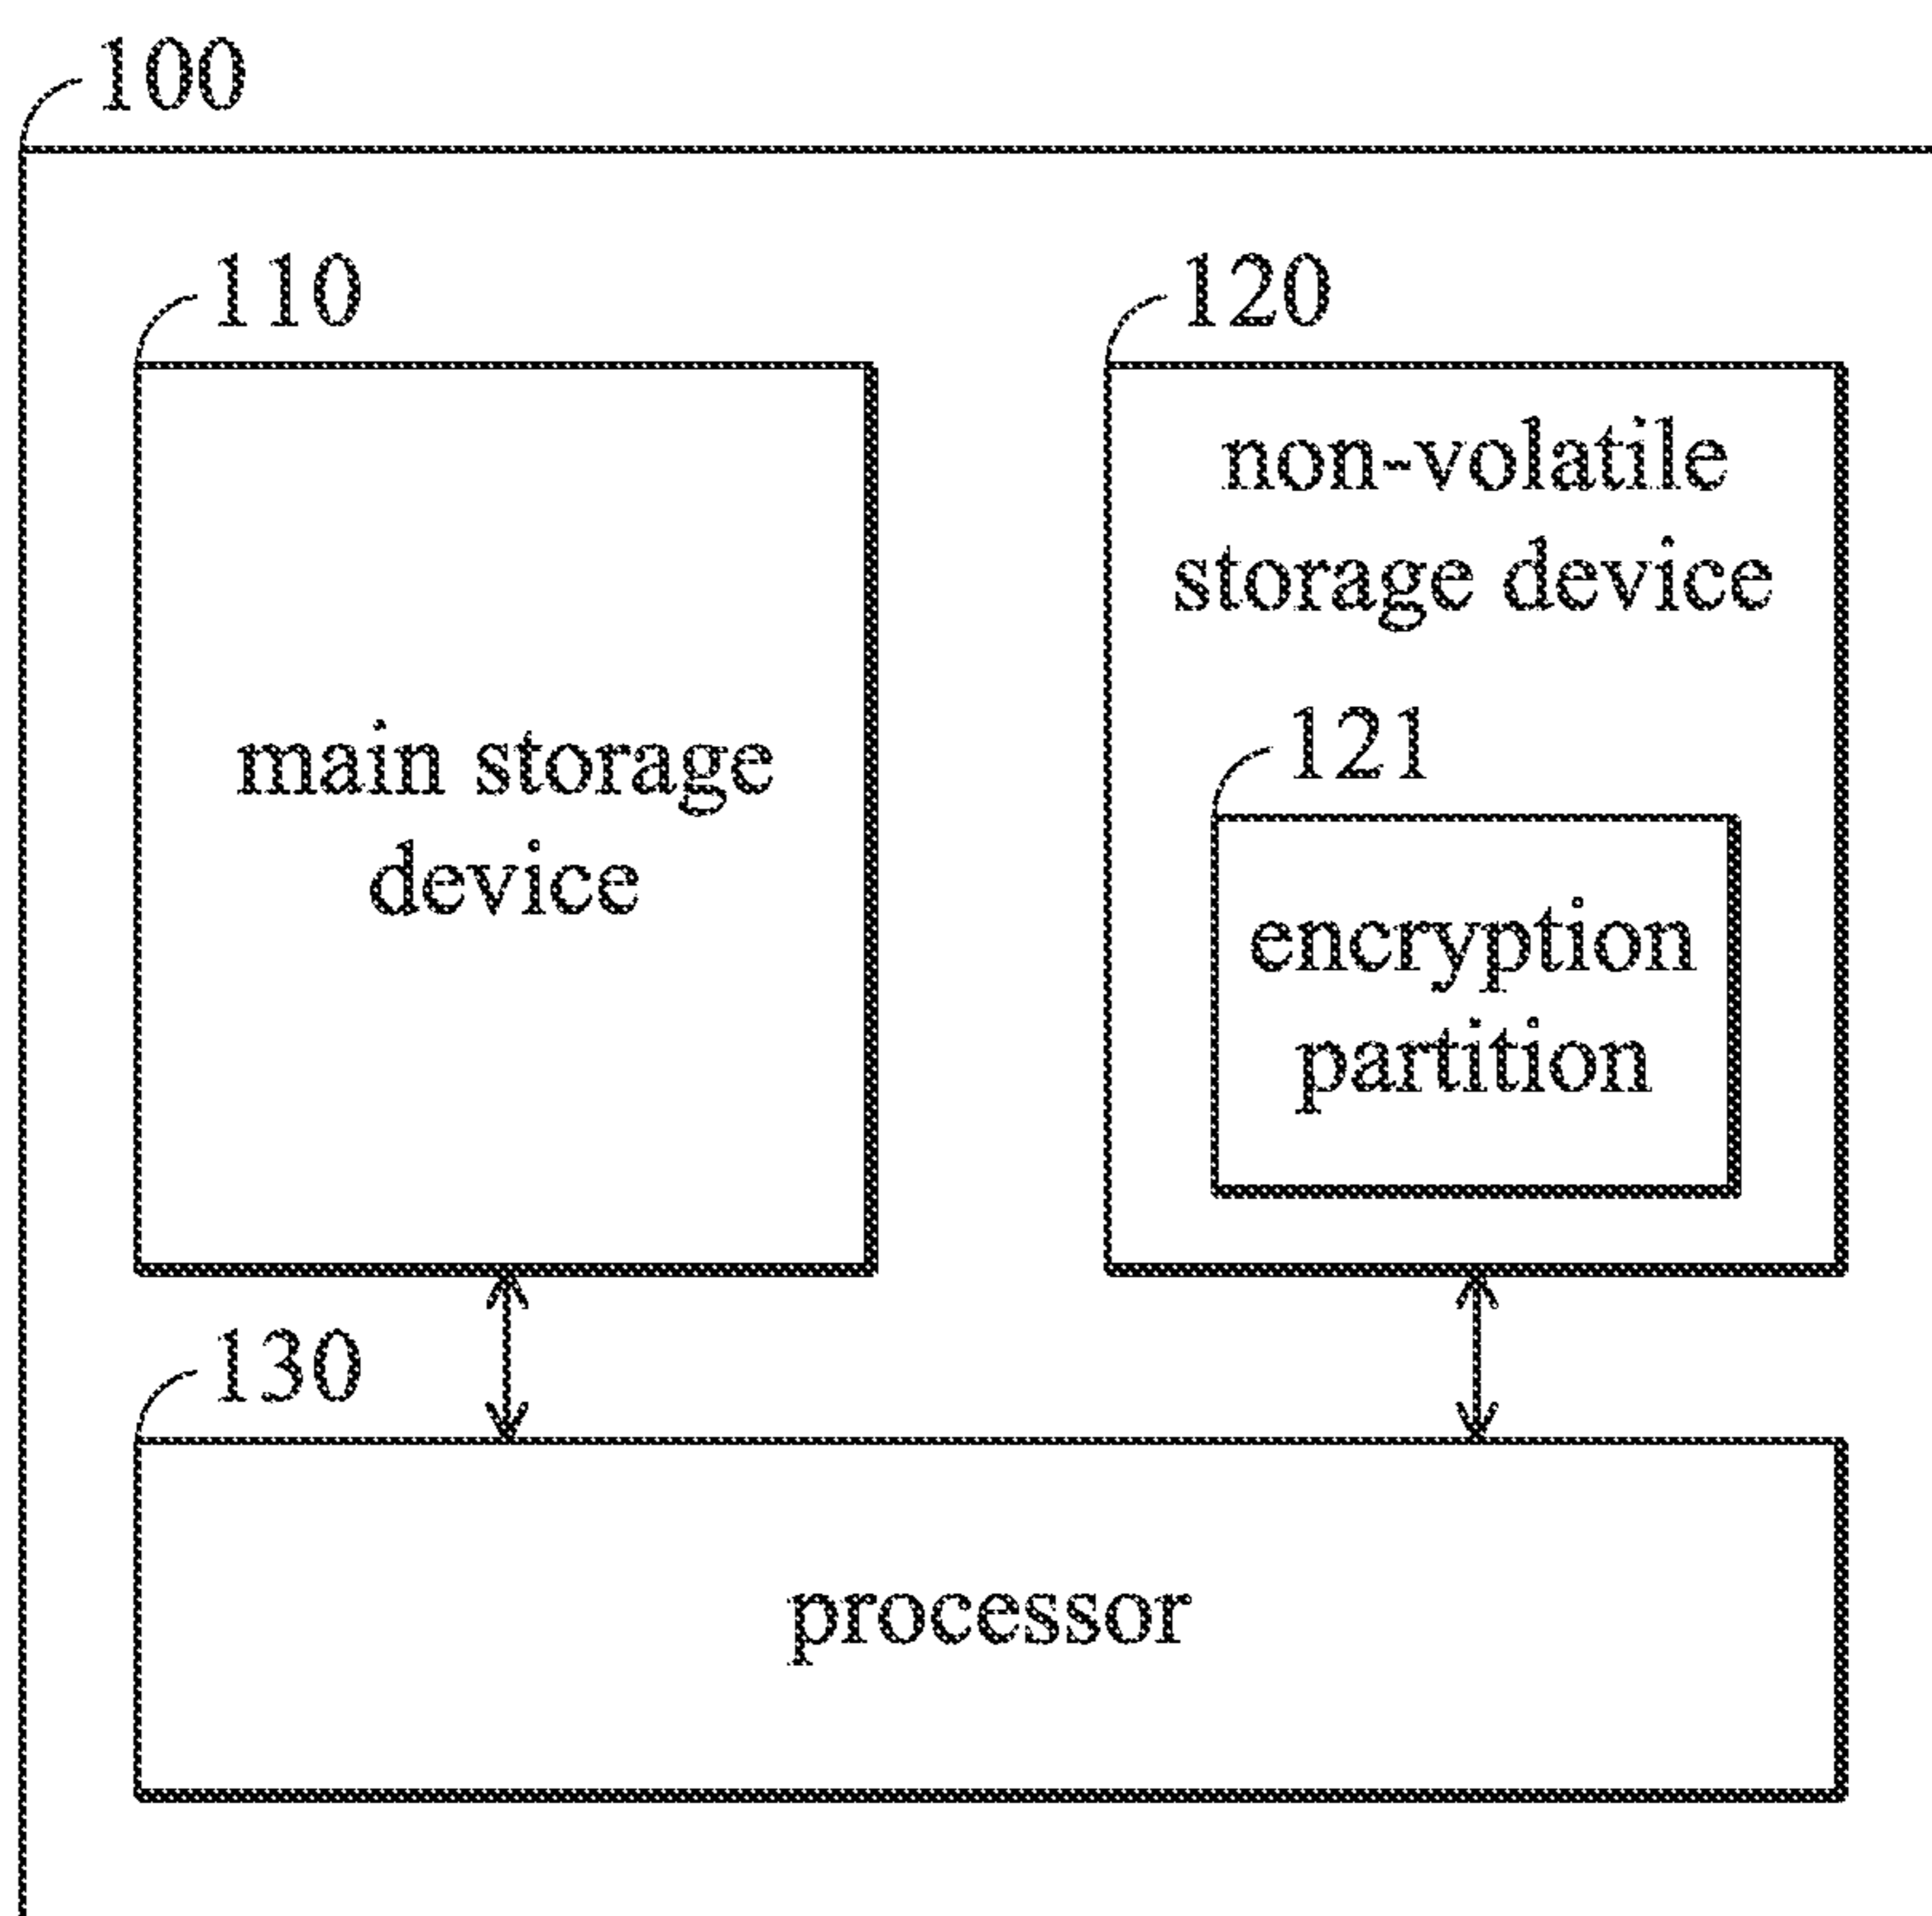 100
110
main storage
device
120
non-volatile
storage device
121
encryption
partition
130
processor